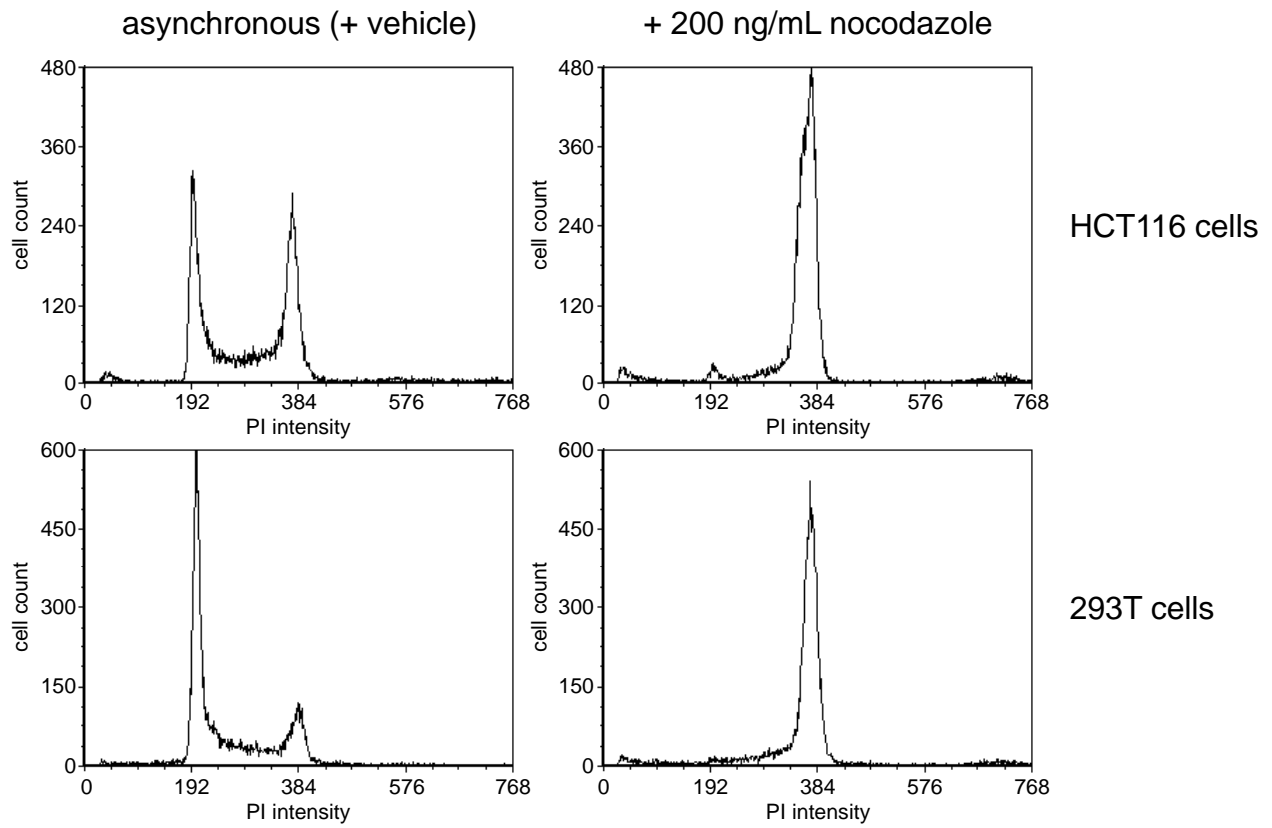 asynchronous (+ vehicle)
+ 200 ng/mL nocodazole
480
360
240
120
0
cell count
0 192 384 576 768
PI intensity
480
360
240
120
0
cell count
0 192 384 576 768
PI intensity
HCT116 cells
600
450
300
150
0
cell count
0 192 384 576 768
PI intensity
600
450
300
150
0
cell count
0 192 384 576 768
PI intensity
293T cells